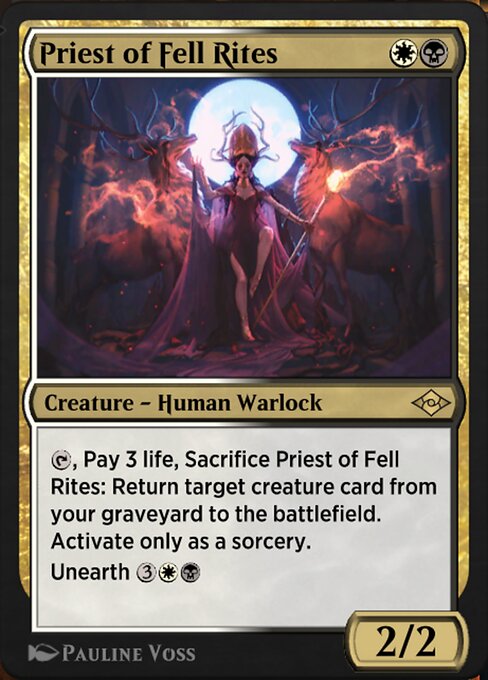 Priest of Fell Rites
Creature – Human Warlock
, Pay 3 life, Sacrifice Priest of Fell
Rites: Return target creature card from
your graveyard to the battlefield.
Activate only as a sorcery.
Unearth 3
2/2
Pauline Voss